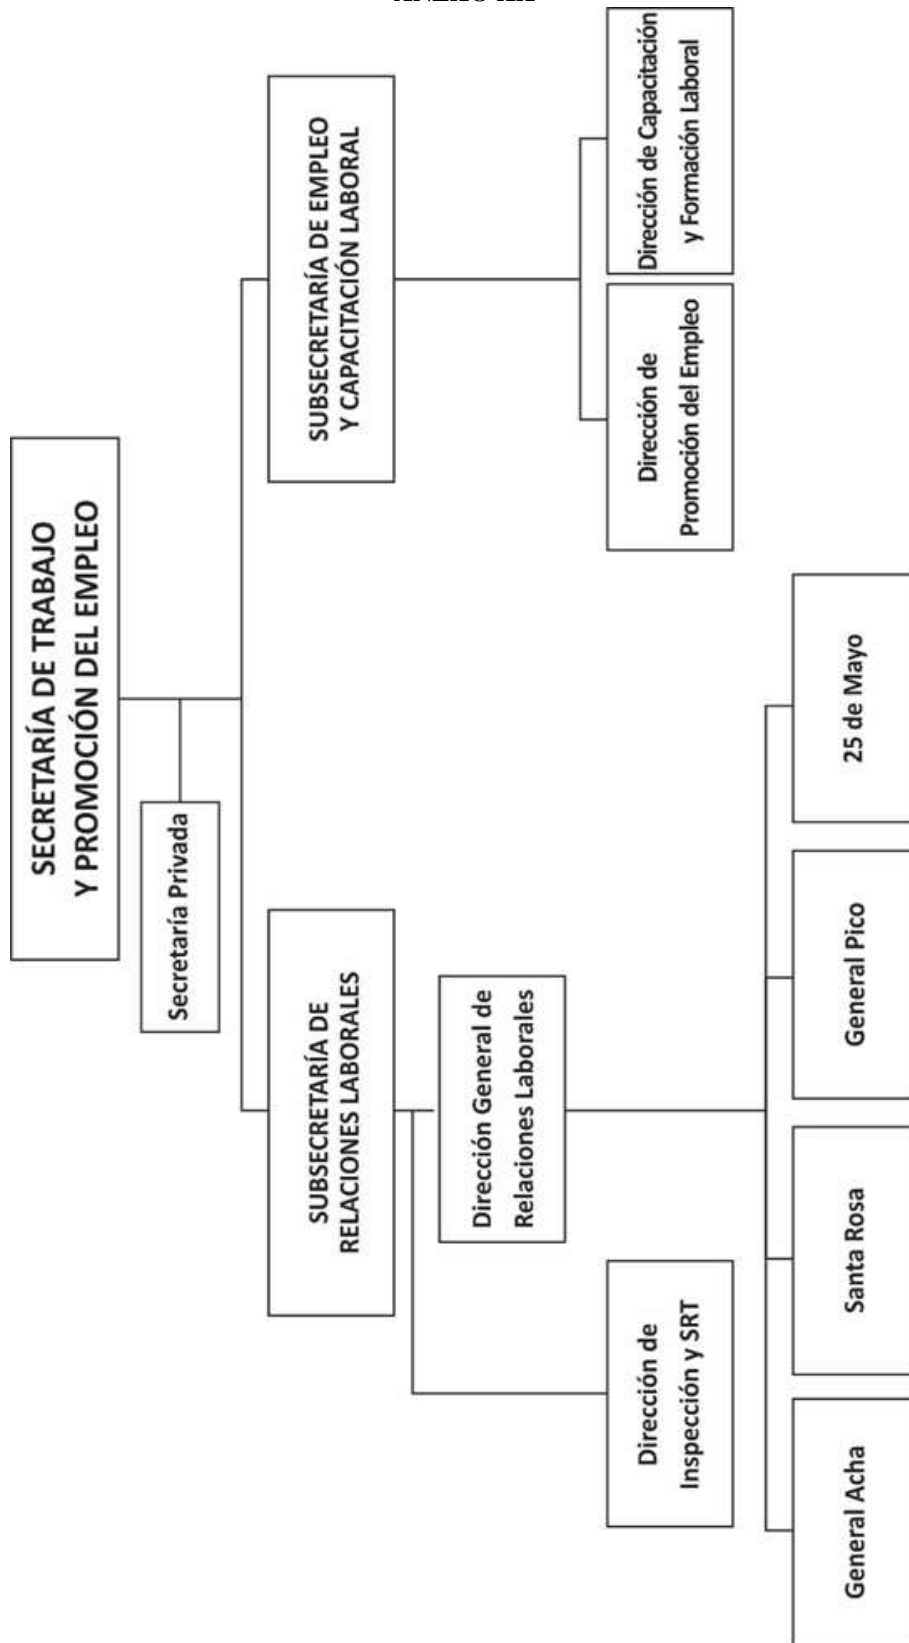 SECRETARÍA DE TRABAJO
Y PROMOCIÓN DEL EMPLEO
Secretaría Privada
SUBSECRETARÍA DE
RELACIONES LABORALES
SUBSECRETARÍA DE EMPLEO
Y CAPACITACIÓN LABORAL
Dirección General de
Relaciones Laborales
Dirección de
Inspección y SRT
Dirección de
Promoción del Empleo
Dirección de Capacitación
y Formación Laboral
General Acha
Santa Rosa
General Pico
25 de Mayo